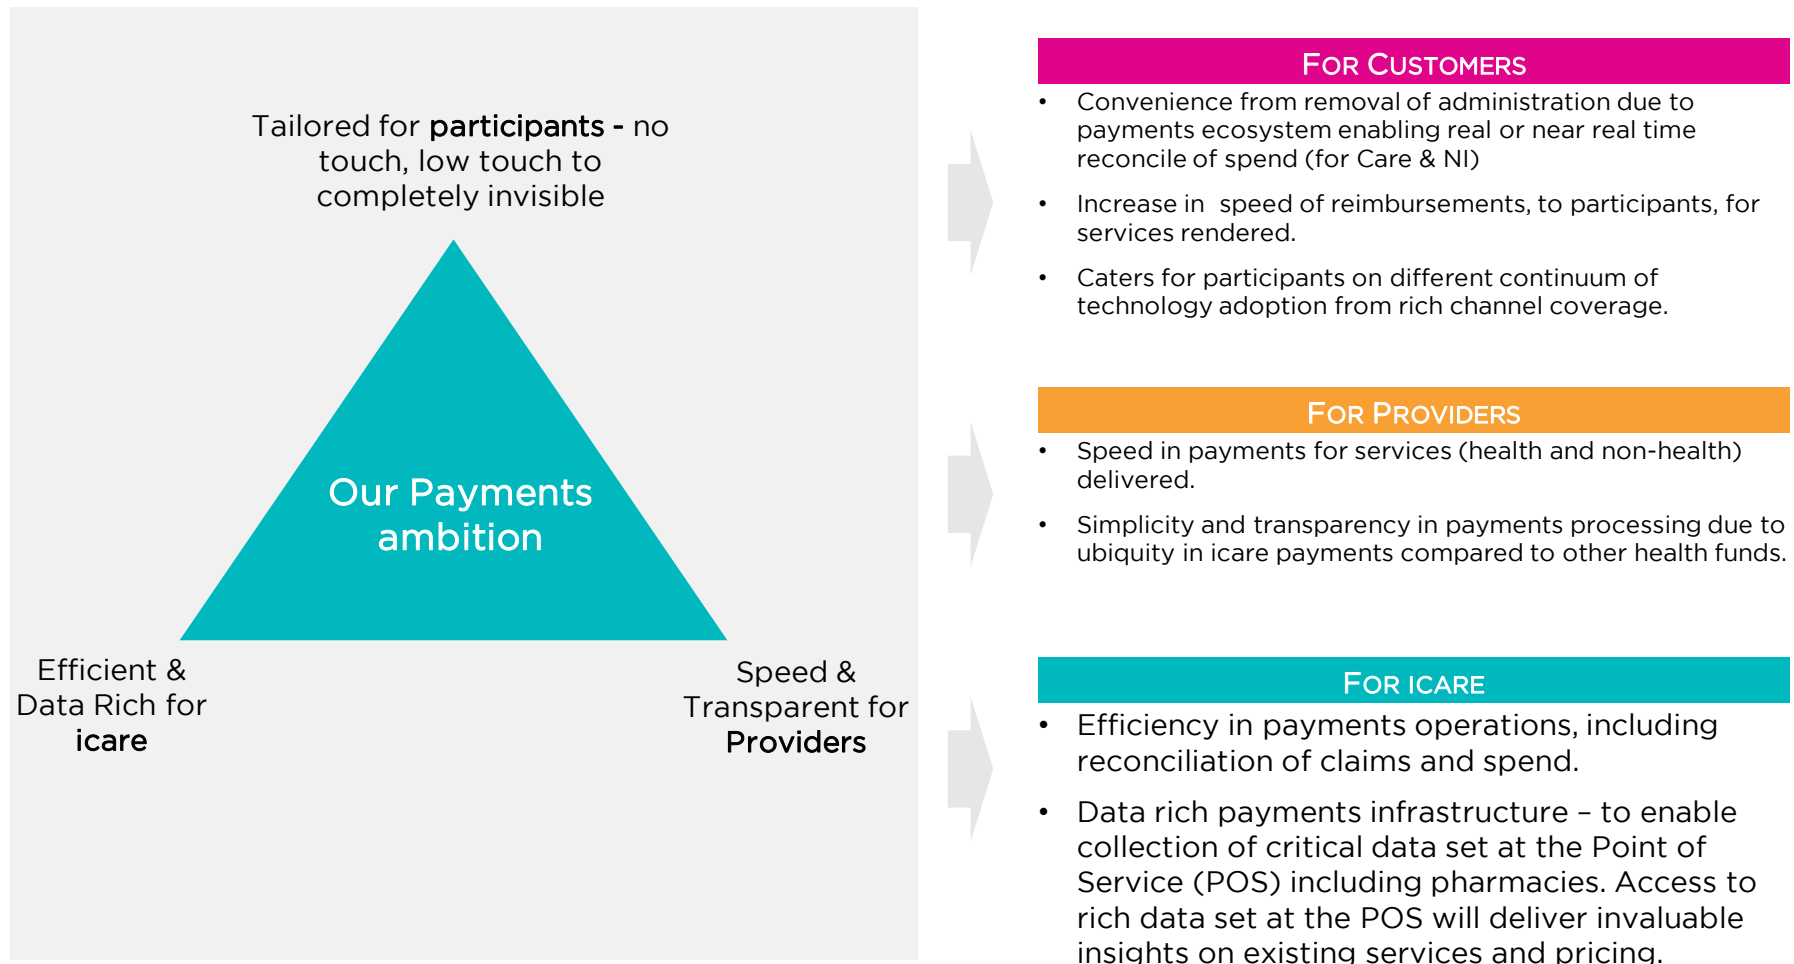 Tailored for participants - no
touch, low touch to
completely invisible
Our Payments
ambition
Efficient &
Data Rich for
icare
Speed &
Transparent for
Providers
FOR CUSTOMERS
• Convenience from removal of administration due to
payments ecosystem enabling real or near real time
reconcile of spend (for Care & NI)
• Increase in  speed of reimbursements, to participants, for
services rendered.
• Caters for participants on different continuum of
technology adoption from rich channel coverage.
FOR PROVIDERS
• Speed in payments for services (health and non-health)
delivered.
• Simplicity and transparency in payments processing due to
ubiquity in icare payments compared to other health funds.
FOR ICARE
• Efficiency in payments operations, including
reconciliation of claims and spend.
• Data rich payments infrastructure – to enable
collection of critical data set at the Point of
Service (POS) including pharmacies. Access to
rich data set at the POS will deliver invaluable
insights on existing services and pricing.